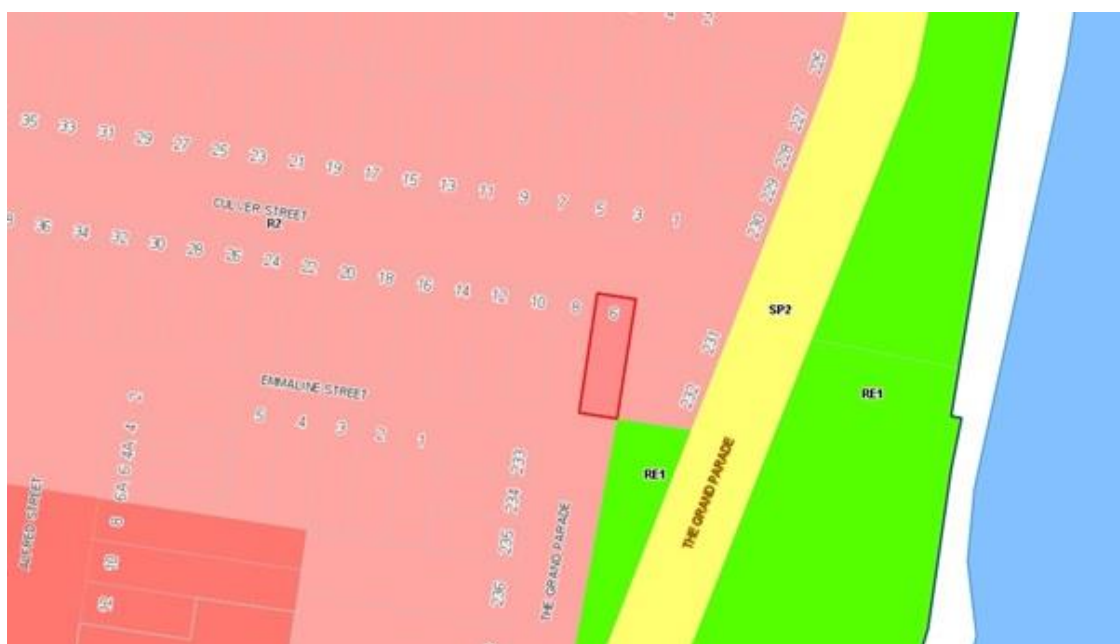 226
227
228
229
230
35 33 31 29 27 25 23 21 19 17 15 13 11 9 7 5 3 1
CULVER STREET
R2
36 34 32 30 28 26 24 22 20 18 16 14 12 10 8 6
SP2
231
232
EMMALINE STREET
5 4 3 2 1
RE1
2
4
4A
6
6A
8
10
12
ALFRED STREET
233
234
235
236
THE GRAND PARADE
RE1
THE GRAND PARADE